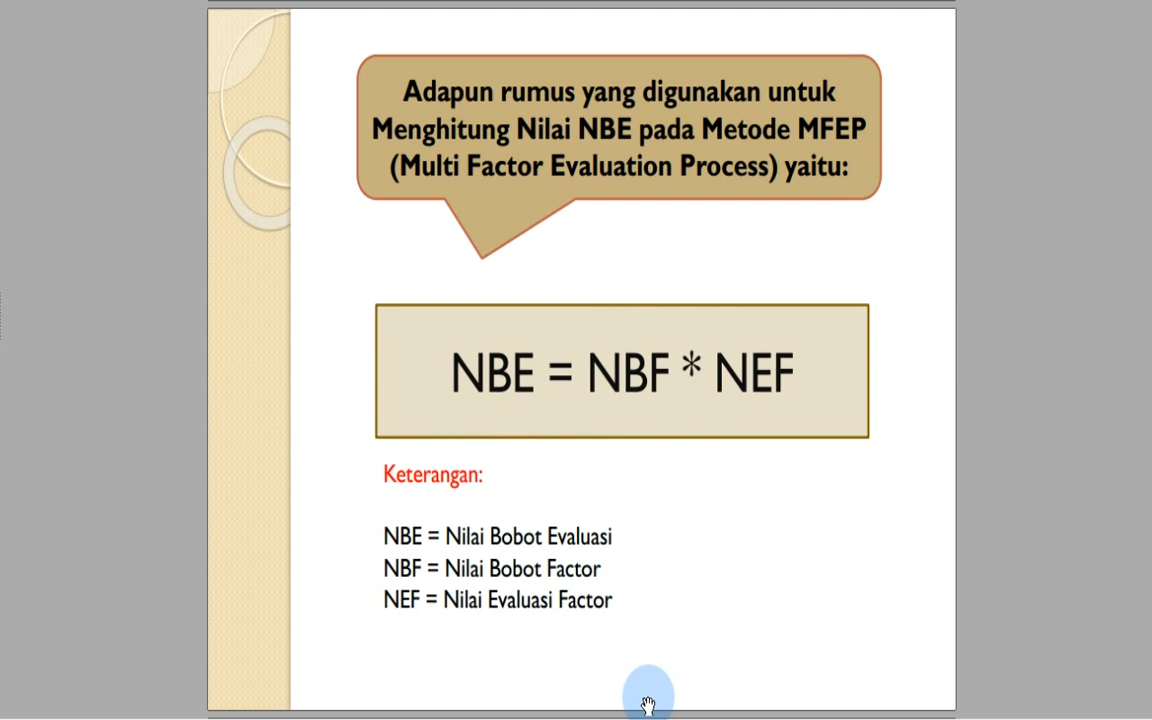 Adapun rumus yang digunakan untuk
Menghitung Nilai NBE pada Metode MFEP
(Multi Factor Evaluation Process) yaitu:
NBE = NBF * NEF
Keterangan:
NBE = Nilai Bobot Evaluasi
NBF = Nilai Bobot Factor
NEF = Nilai Evaluasi Factor